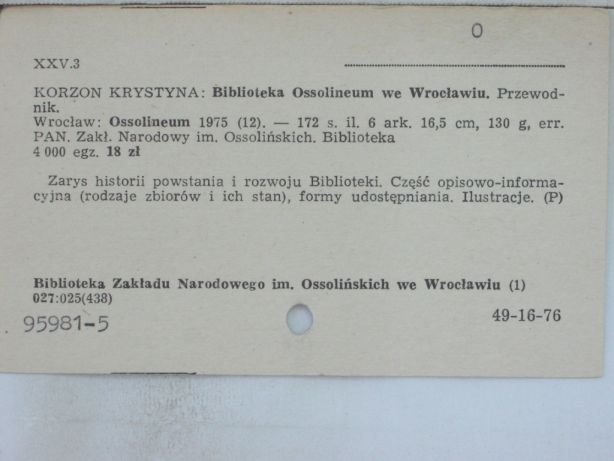 O
XXV.3
KORZON KRYSTYNA: Biblioteka Ossolineum we Wrocławiu. Przewod-
nik.
Wrocław: Ossolineum 1975 (12). — 172 s. il. 6 ark. 16,5 cm, 130 g, err.
PAN. Zakł. Narodowy im. Ossolińskich. Biblioteka
4 000 egz. 18 zł
Zarys historii powstania i rozwoju Biblioteki. Część opisowo-informa-
cyjna (rodzaje zbiorów i ich stan), formy udostępniania. Ilustracje. (P)
Biblioteka Zakładu Narodowego im. Ossolińskich we Wrocławiu (1)
027:025(438)
95981-5
49-16-76